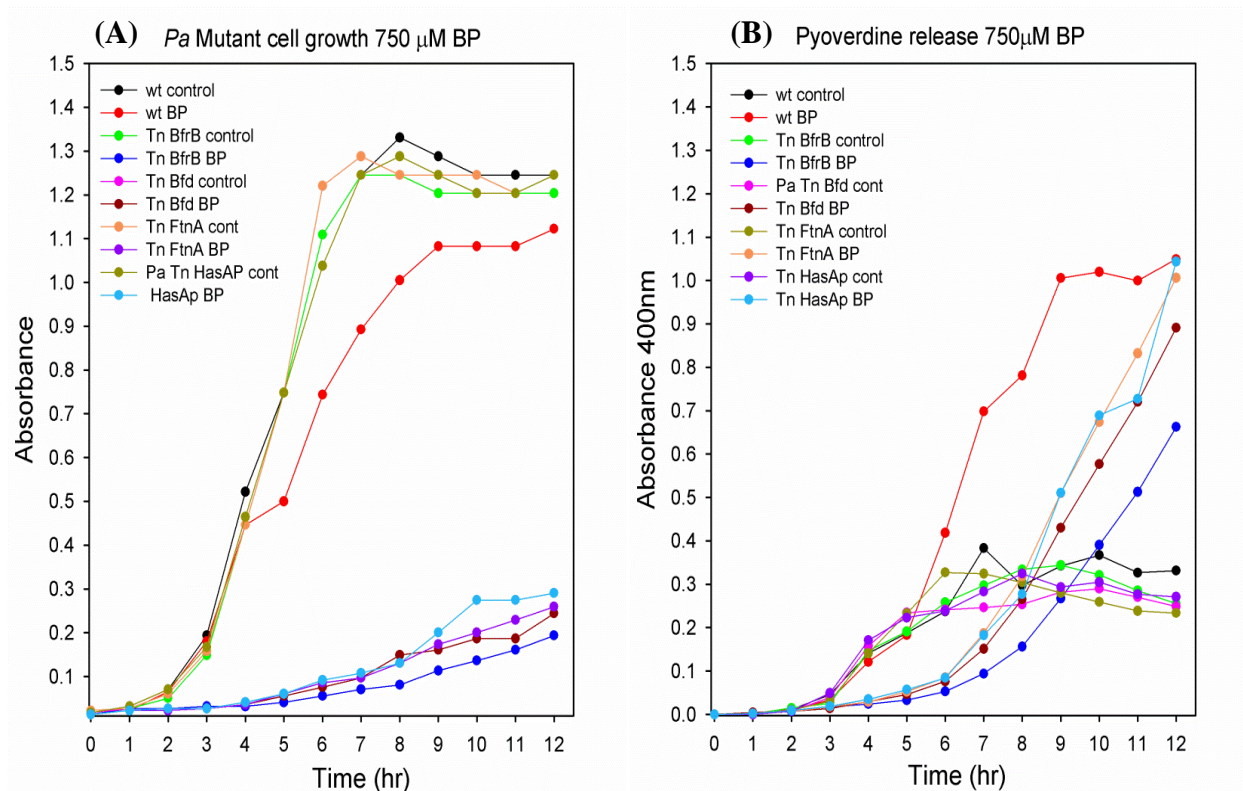 (A) Pa Mutant cell growth 750 μM BP
1.5
1.4
1.3
1.2
1.1
1.0
0.9
0.8
0.7
0.6
0.5
0.4
0.3
0.2
0.1
Absorbance
wt control
wt BP
Tn BfrB control
Tn BfrB BP
Tn Bfd control
Tn Bfd BP
Tn FtnA cont
Tn FtnA BP
Pa Tn HasAP cont
HasAp BP
0 1 2 3 4 5 6 7 8 9 10 11 12
Time (hr)
(B) Pyoverdine release 750μM BP
1.5
1.4
1.3
1.2
1.1
1.0
0.9
0.8
0.7
0.6
0.5
0.4
0.3
0.2
0.1
0.0
Absorbance 400nm
wt control
wt BP
Tn BfrB control
Tn BfrB BP
Pa Tn Bfd cont
Tn Bfd BP
Tn FtnA control
Tn FtnA BP
Tn HasAp cont
Tn HasAp BP
0 1 2 3 4 5 6 7 8 9 10 11 12
Time (hr)